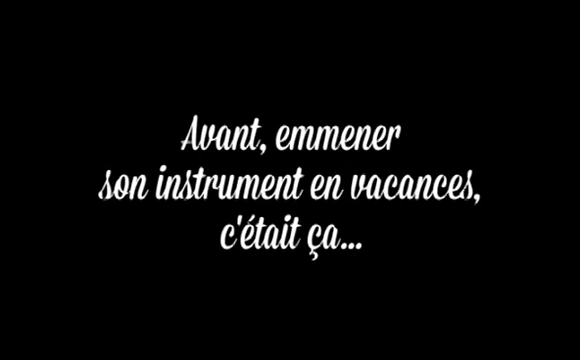 Avant, emmener
son instrument en vacances,
c'était ça...